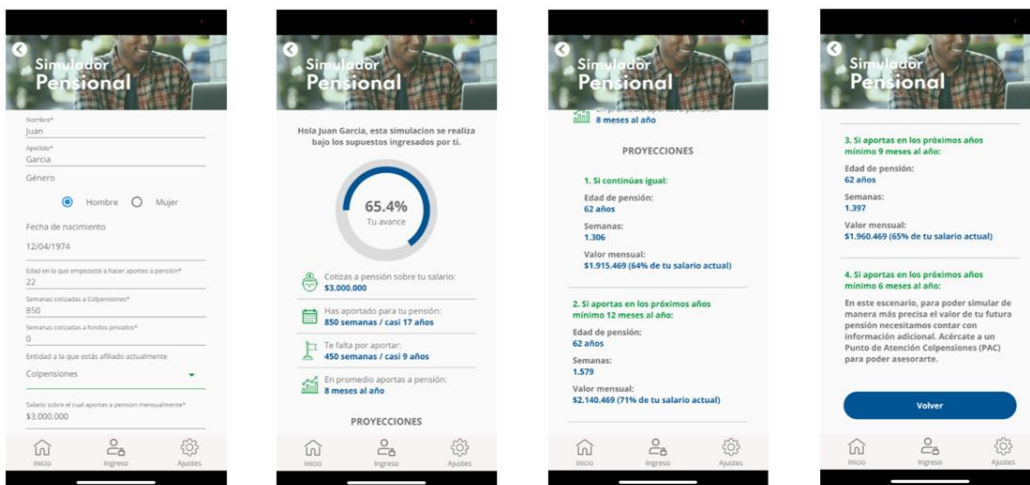 Simulador
Pensional
Nombre*
Juan
Apellido*
Garcia
Género
Hombre
Mujer
Fecha de nacimiento
12/04/1974
Edad en la que empezaste a hacer aportes a pensión*
22
Semanas cotizadas a Colpensiones*
850
Semanas cotizadas a fondos privados*
0
Entidad a la que estás afiliado actualmente
Colpensiones
Salario sobre el cual aportas a pension mensualmente*
$3.000.000
Inicio
Ingreso
Ajustes
Simulador
Pensional
Hola Juan Garcia, esta simulacion se realiza
bajo los supuestos ingresados por ti.
65.4%
Tu avance
Cotizas a pensión sobre tu salario:
$3.000.000
Has aportado para tu pensión:
850 semanas / casi 17 años
Te falta por aportar:
450 semanas / casi 9 años
En promedio aportas a pensión:
8 meses al año
PROYECCIONES
Inicio
Ingreso
Ajustes
Simulador
Pensional
En promedio aportas a pensión:
8 meses al año
PROYECCIONES
1. Si continúas igual:
Edad de pensión:
62 años
Semanas:
1.306
Valor mensual:
$1.915.469 (64% de tu salario actual)
2. Si aportas en los próximos años
mínimo 12 meses al año:
Edad de pensión:
62 años
Semanas:
1.579
Valor mensual:
$2.140.469 (71% de tu salario actual)
Inicio
Ingreso
Ajustes
Simulador
Pensional
3. Si aportas en los próximos años
mínimo 9 meses al año:
Edad de pensión:
62 años
Semanas:
1.397
Valor mensual:
$1.960.469 (65% de tu salario actual)
4. Si aportas en los próximos años
mínimo 6 meses al año:
En este escenario, para poder simular de
manera más precisa el valor de tu futura
pensión necesitamos contar con
información adicional. Acércate a un
Punto de Atención Colpensiones (PAC)
para poder asesorarte.
Volver
Inicio
Ingreso
Ajustes